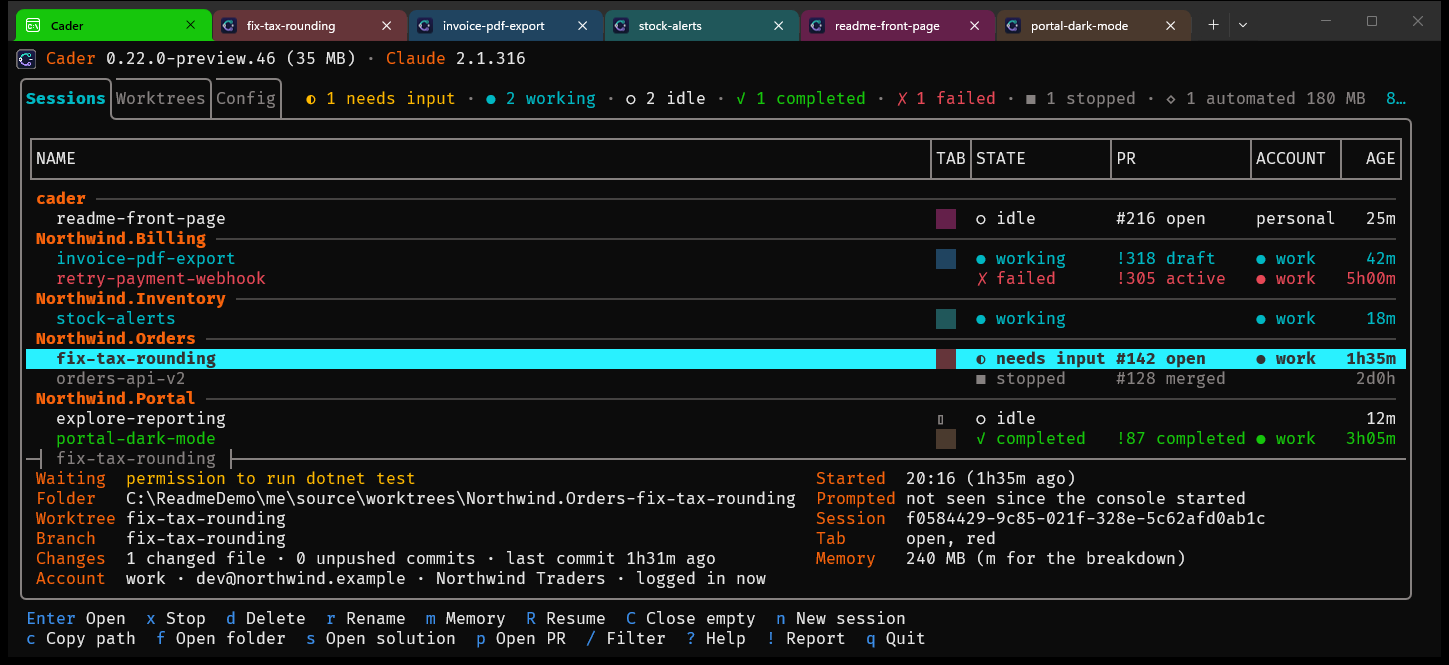 Cader fix-tax-rounding invoice-pdf-export stock-alerts readme-front-page portal-dark-mode
Cader 0.22.0-preview.46 (35 MB) · Claude 2.1.316
Sessions Worktrees Config ◐ 1 needs input · ● 2 working · ○ 2 idle · √ 1 completed · ✗ 1 failed · ■ 1 stopped · ◇ 1 automated 180 MB 8…
NAME TAB STATE PR ACCOUNT AGE
cader
readme-front-page ○ idle #216 open personal 25m
Northwind.Billing
invoice-pdf-export ● working !318 draft ● work 42m
retry-payment-webhook ✗ failed !305 active ● work 5h00m
Northwind.Inventory
stock-alerts ● working ● work 18m
Northwind.Orders
fix-tax-rounding ◐ needs input #142 open ● work 1h35m
orders-api-v2 ■ stopped #128 merged 2d0h
Northwind.Portal
explore-reporting ▯ ○ idle 12m
portal-dark-mode √ completed !87 completed ● work 3h05m
fix-tax-rounding
Waiting permission to run dotnet test Started 20:16 (1h35m ago)
Folder C:\ReadmeDemo\me\source\worktrees\Northwind.Orders-fix-tax-rounding Prompted not seen since the console started
Worktree fix-tax-rounding Session f0584429-9c85-021f-328e-5c62afd0ab1c
Branch fix-tax-rounding Tab open, red
Changes 1 changed file · 0 unpushed commits · last commit 1h31m ago Memory 240 MB (m for the breakdown)
Account work · dev@northwind.example · Northwind Traders · logged in now
Enter Open x Stop d Delete r Rename m Memory R Resume C Close empty n New session
c Copy path f Open folder s Open solution p Open PR / Filter ? Help ! Report q Quit